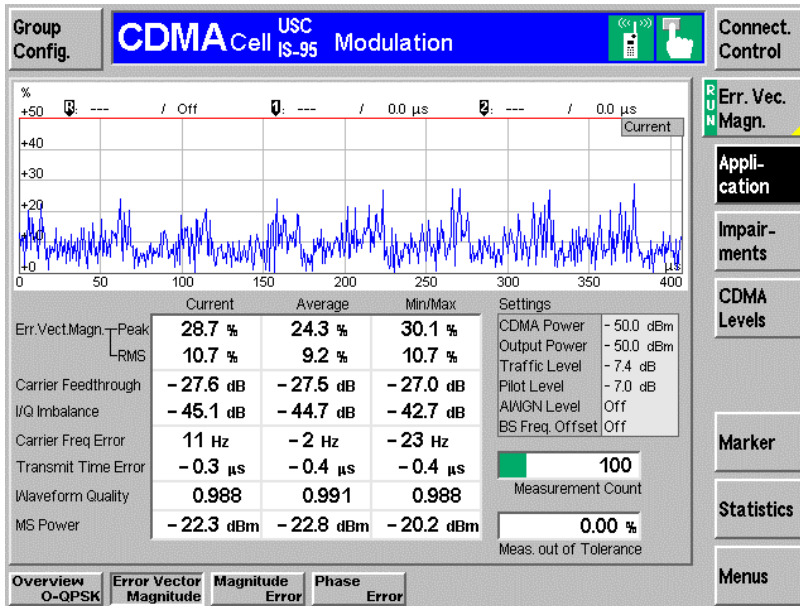 Group Config.
CDMA Cell USC IS-95 Modulation
Connect. Control
% +50 R: --- / Off 1: --- / 0.0 µs 2: --- / 0.0 µs
Current
+40
+30
+20
+0
0 50 100 150 200 250 300 350 400 µs
RUN Err. Vec. Magn.
Appli-cation
Impair-ments
CDMA Levels
Marker
Statistics
Menus
Current Average Min/Max
Err.Vect.Magn. Peak 28.7 % 24.3 % 30.1 %
RMS 10.7 % 9.2 % 10.7 %
Carrier Feedthrough -27.6 dB -27.5 dB -27.0 dB
I/Q Imbalance -45.1 dB -44.7 dB -42.7 dB
Carrier Freq Error 11 Hz -2 Hz -23 Hz
Transmit Time Error -0.3 µs -0.4 µs -0.4 µs
Waveform Quality 0.988 0.991 0.988
MS Power -22.3 dBm -22.8 dBm -20.2 dBm
Settings
CDMA Power -50.0 dBm
Output Power -50.0 dBm
Traffic Level -7.4 dB
Pilot Level -7.0 dB
AWGN Level Off
BS Freq. Offset Off
100
Measurement Count
0.00 %
Meas. out of Tolerance
Overview O-QPSK
Error Vector Magnitude
Magnitude Error
Phase Error